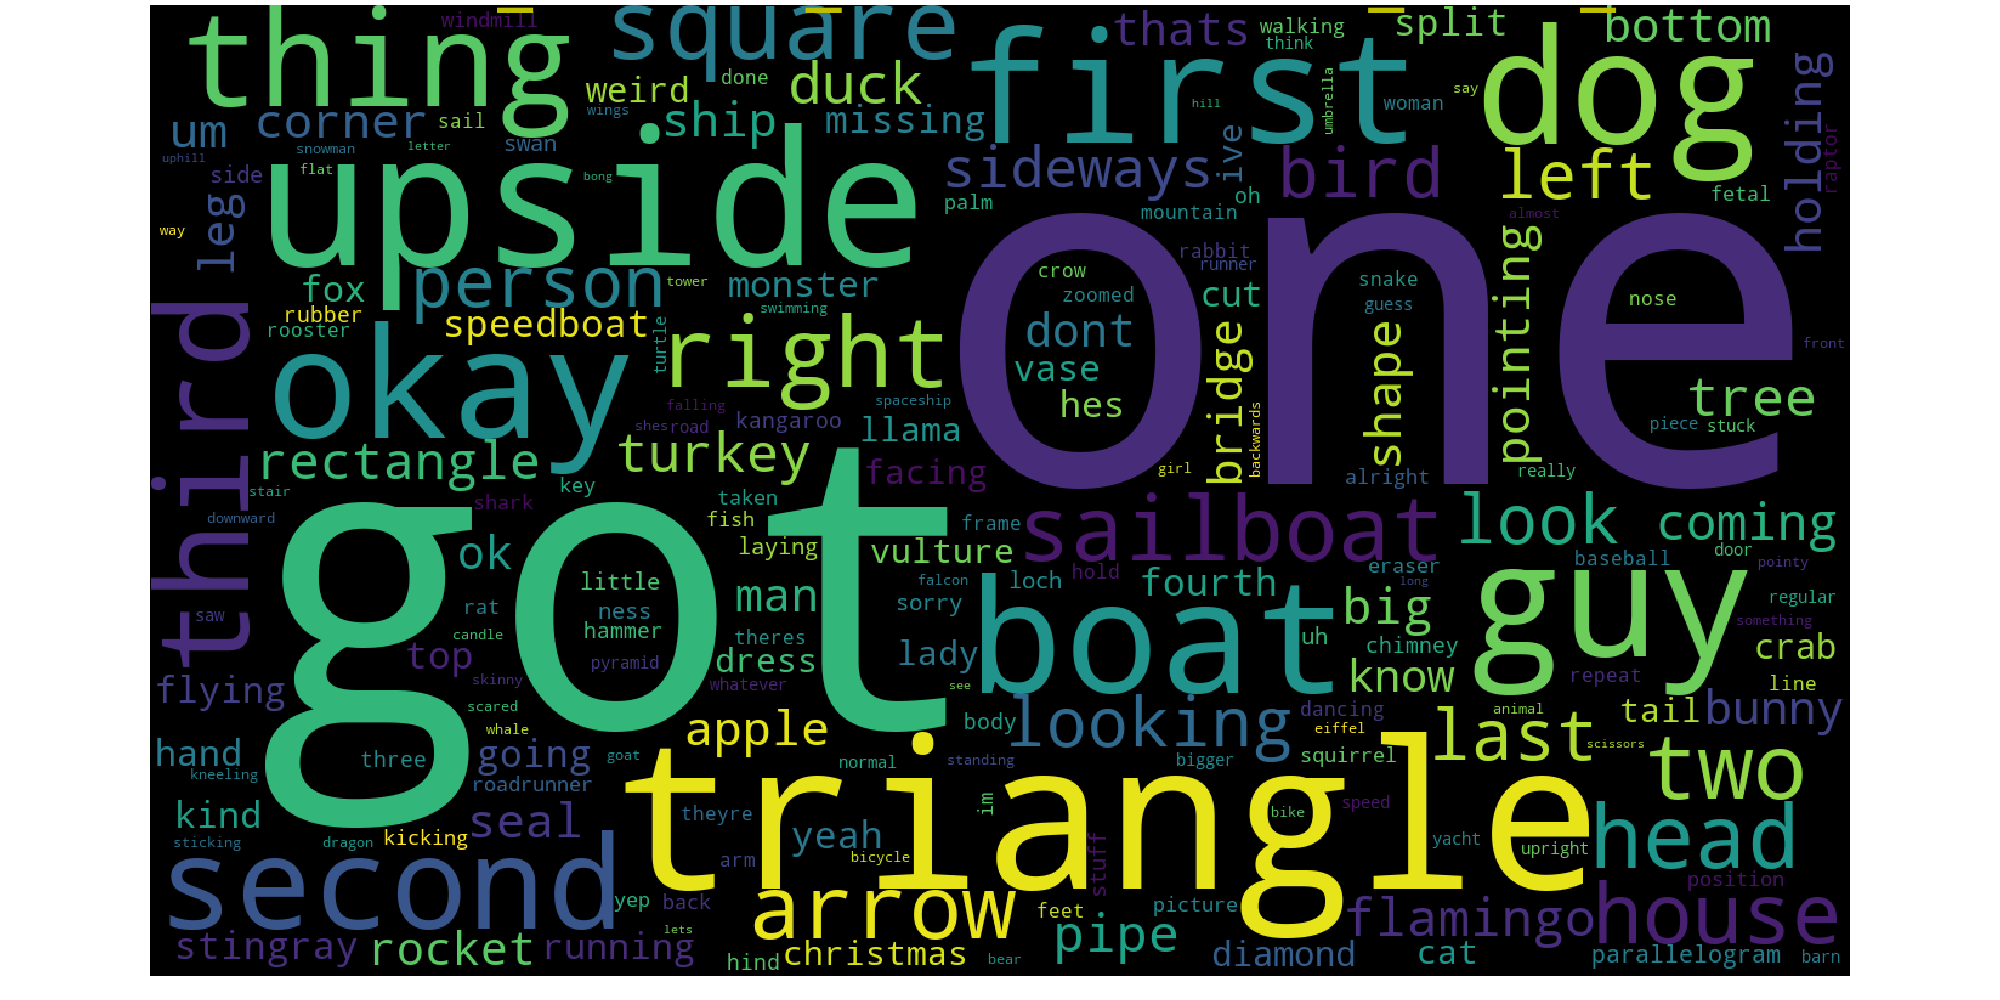 windmill
thing
square
first
thats
walking
think
split
bottom
dog
weird
done
duck
wings
ship
missing
hill
umbrella
woman
say
holding
um
corner
sail
swan
snowman
letter
uphill
upside
flat
bong
side
leg
sideways
ive
bird
left
raptor
palm
oh
fetal
mountain
almost
way
one
pointing
person
fox
monster
tower
rabbit
runner
crow
zoomed
cut
snake
guess
nose
rubber
rooster
speedboat
swimming
turtle
third
okay
right
dont
vase
hes
bridge
shape
front
tree
spaceship
falling
shes
road
kangaroo
llama
backwards
piece
stuck
rectangle
turkey
facing
girl
alright
really
stair
key
shark
taken
got
downward
fish
frame
sailboat
look
coming
ok
laying
vulture
hold
eraser
baseball
door
pointy
little
falcon
loch
fourth
long
guy
rat
ness
man
sorry
boat
big
regular
saw
candle
hammer
theres
uh
chimney
something
crab
top
pyramid
dress
lady
know
repeat
line
flying
skinny
whatever
see
scared
dancing
animal
tail
bunny
whale
apple
body
looking
eiffel
last
scissors
hand
kneeling
three
going
goat
normal
standing
bigger
squirrel
two
roadrunner
triangle
im
bike
speed
kind
seal
theyre
yeah
yacht
head
sticking
dragon
kicking
arm
bicycle
stuff
upright
second
position
yep
back
arrow
feet
picture
flamingo
house
lets
stingray
rocket
running
hind
christmas
bear
pipe
diamond
cat
parallelogram
barn